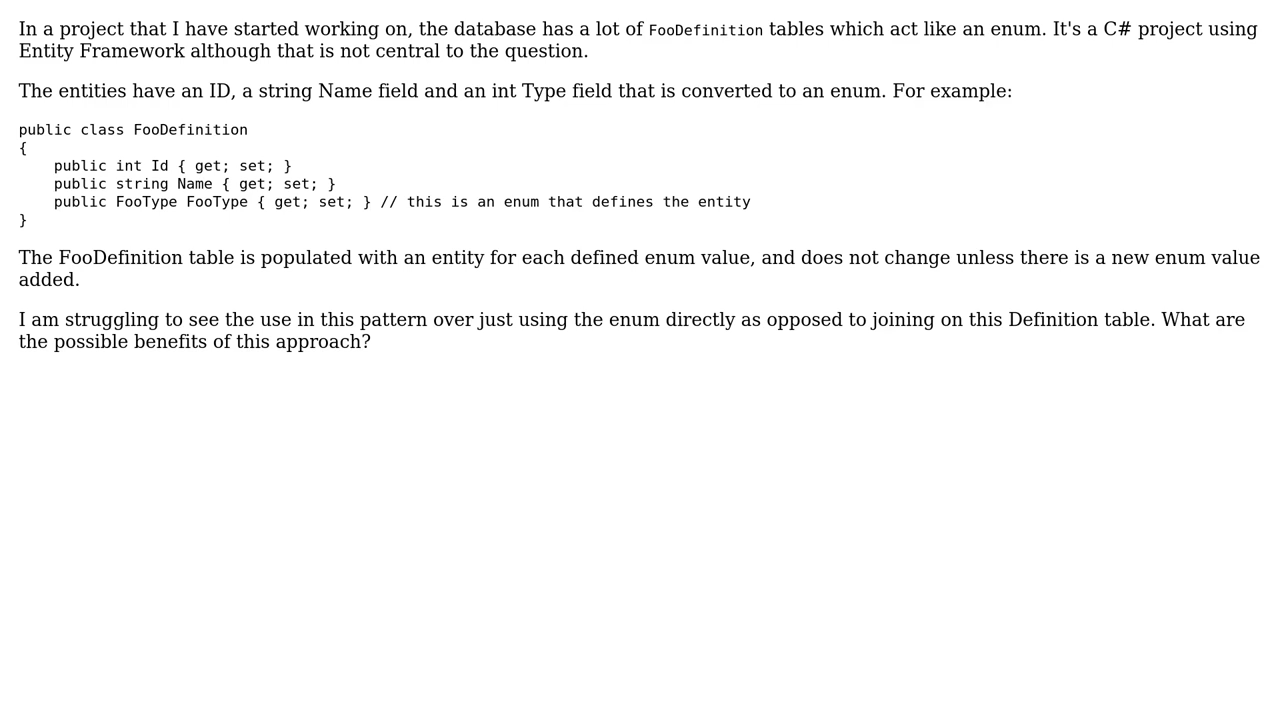 In a project that I have started working on, the database has a lot of FooDefinition tables which act like an enum. It's a C# project using
Entity Framework although that is not central to the question.
The entities have an ID, a string Name field and an int Type field that is converted to an enum. For example:
public class FooDefinition
{
    public int Id { get; set; }
    public string Name { get; set; }
    public FooType FooType { get; set; } // this is an enum that defines the entity
}
The FooDefinition table is populated with an entity for each defined enum value, and does not change unless there is a new enum value
added.
I am struggling to see the use in this pattern over just using the enum directly as opposed to joining on this Definition table. What are
the possible benefits of this approach?